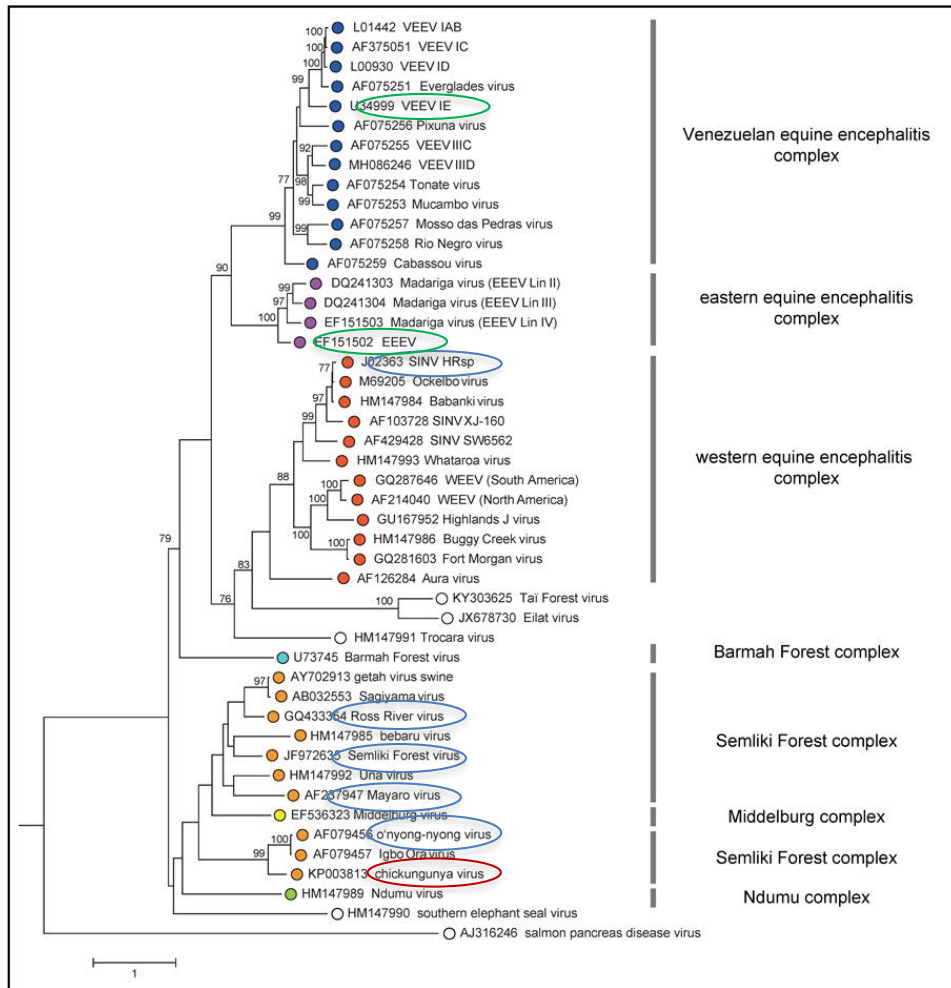 100
L01442 VEEV IAB
100
AF375051 VEEV IC
100
L00930 VEEV ID
99
AF075251 Everglades virus
U34999 VEEV IE
AF075256 Pixuna virus
92
AF075255 VEEVIIIC
MH086246 VEEVIIID
77
98
AF075254 Tonate virus
99
AF075253 Mucambo virus
99
AF075257 Mosso das Pedras virus
99
AF075258 Rio Negro virus
AF075259 Cabassou virus
Venezuelan equine encephalitis
complex
90
99
DQ241303 Madariga virus (EEEV Lin II)
97
DQ241304 Madariga virus (EEEV Lin III)
EF151503 Madariga virus (EEEV Lin IV)
100
EF151502 EEEV
eastern equine encephalitis
complex
77
J02363 SINV HRsp
M69205 Ockelbo virus
97
HM147984 Babanki virus
99
AF103728 SINV XJ-160
AF429428 SINV SW6562
HM147993 Whataroa virus
88
GQ287646 WEEV (South America)
100
AF214040 WEEV (North America)
100
GU167952 Highlands J virus
100
100
HM147986 Buggy Creek virus
GQ281603 Fort Morgan virus
83
AF126284 Aura virus
western equine encephalitis
complex
79
76
100
KY303625 Taï Forest virus
JX678730 Eilat virus
HM147991 Trocara virus
U73745 Barmah Forest virus
Barmah Forest complex
97
AY702913 getah virus swine
AB032553 Sagiyama virus
GQ433354 Ross River virus
HM147985 bebaru virus
JF972635 Semliki Forest virus
HM147992 Una virus
AF237947 Mayaro virus
Semliki Forest complex
EF536323 Middelburg virus
Middelburg complex
100
AF079456 o'nyong-nyong virus
99
AF079457 Igbo Ora virus
KP003813 chickungunya virus
Semliki Forest complex
HM147989 Ndumu virus
Ndumu complex
HM147990 southern elephant seal virus
AJ316246 salmon pancreas disease virus
1